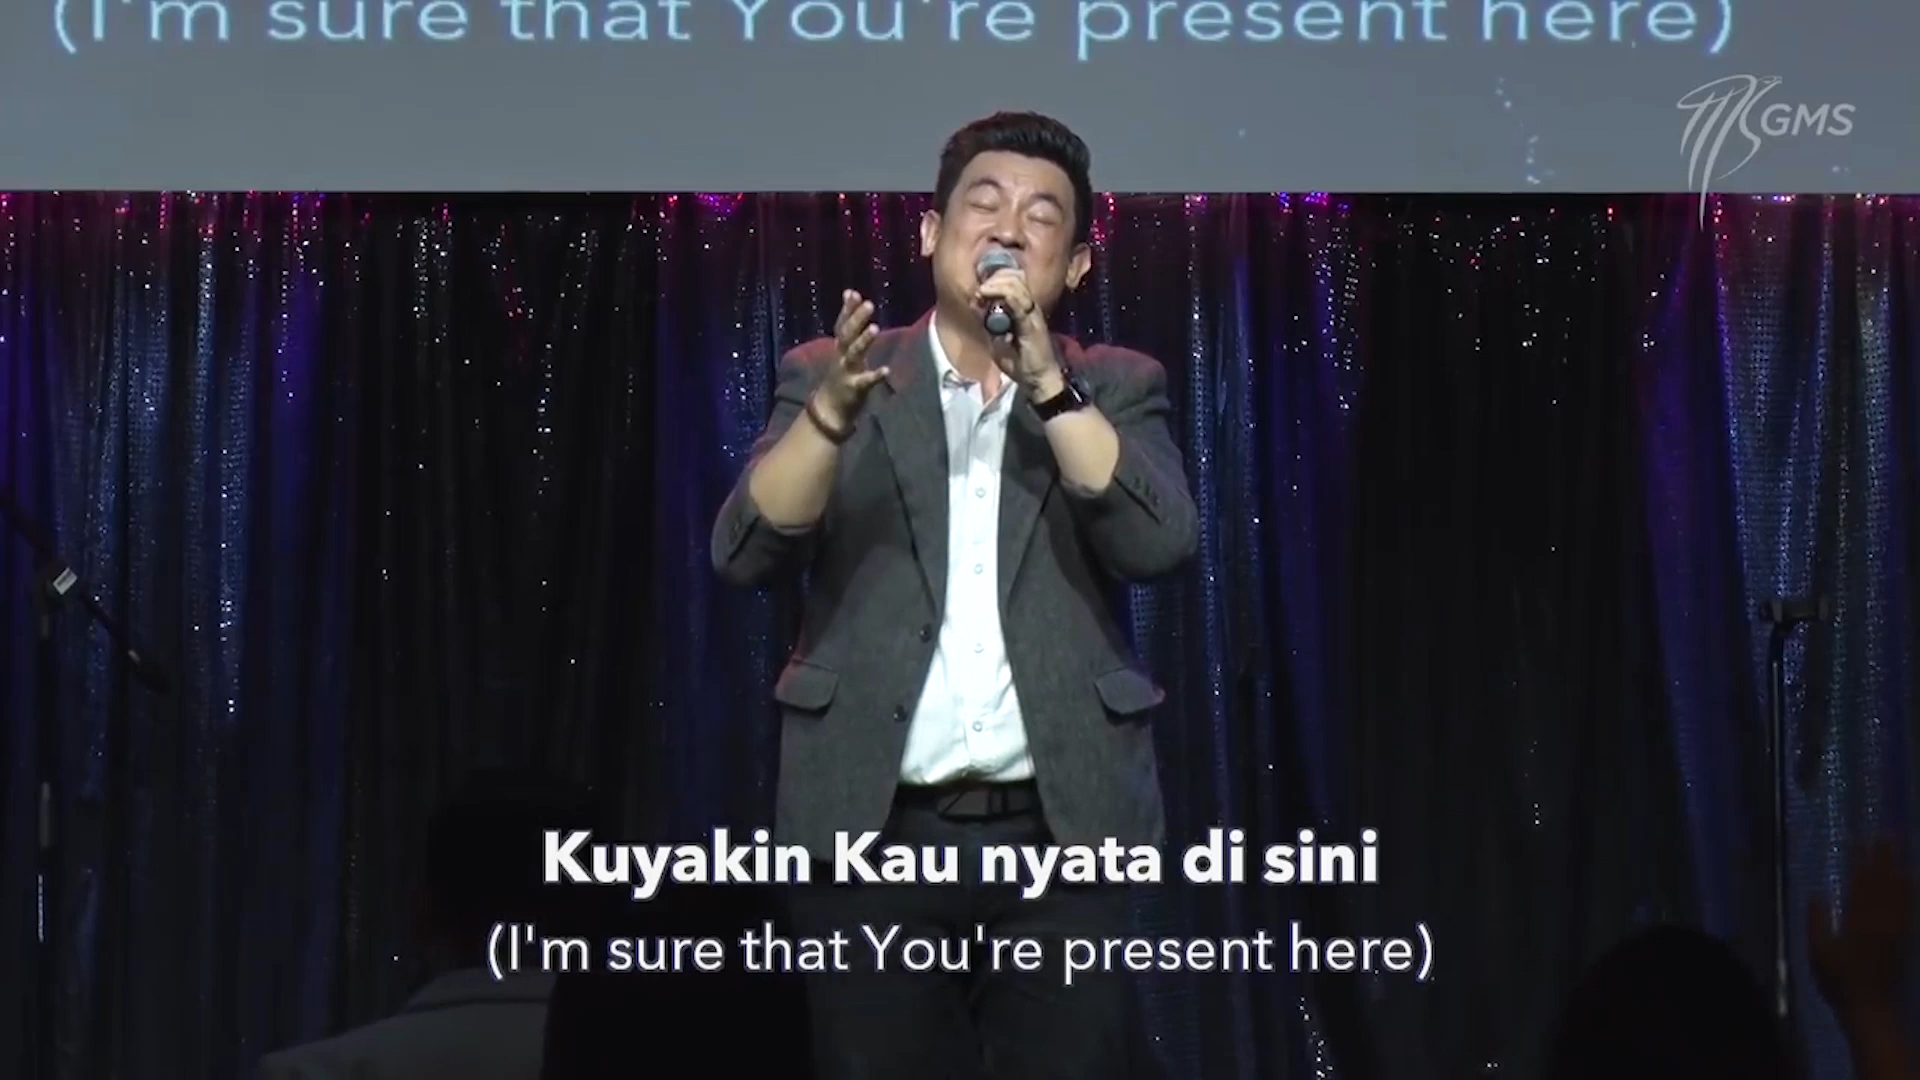 (I'm sure that You're present here)
GMS
Kuyakin Kau nyata di sini
(I'm sure that You're present here)